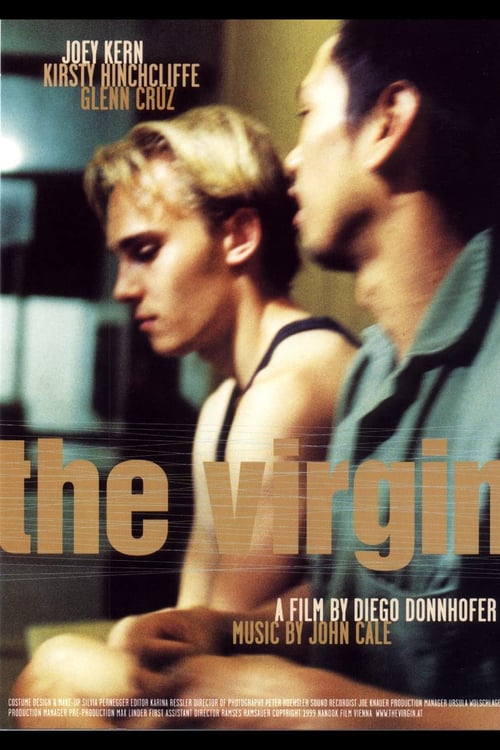 JOEY KERN
KIRSTY HINCHCLIFFE
GLENN CRUZ
the virgin
A FILM BY DIEGO DONNHOFER
MUSIC BY JOHN CALE
COSTUME DESIGN & MAKE-UP SILVIA PERNEGGER EDITOR KARINA RESSLER DIRECTOR OF PHOTOGRAPHY PETER ROEHSLER SOUND RECORDIST JOE KNAUER PRODUCTION MANAGER URSULA WOLSCHLAGER
PRODUCTION MANAGER PRE-PRODUCTION MAX LINDER FIRST ASSISTANT DIRECTOR RAMSES RAMSAUER COPYRIGHT 1999 NANOOK FILM VIENNA WWW.THEVIRGIN.AT